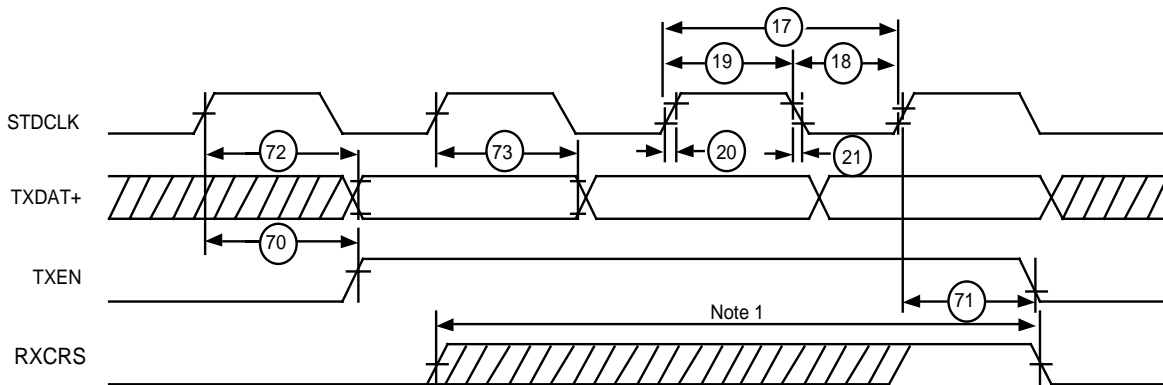 17
19
18
STDCLK
72
73
20
21
TXDAT+
70
TXEN
71
Note 1
RXCRS